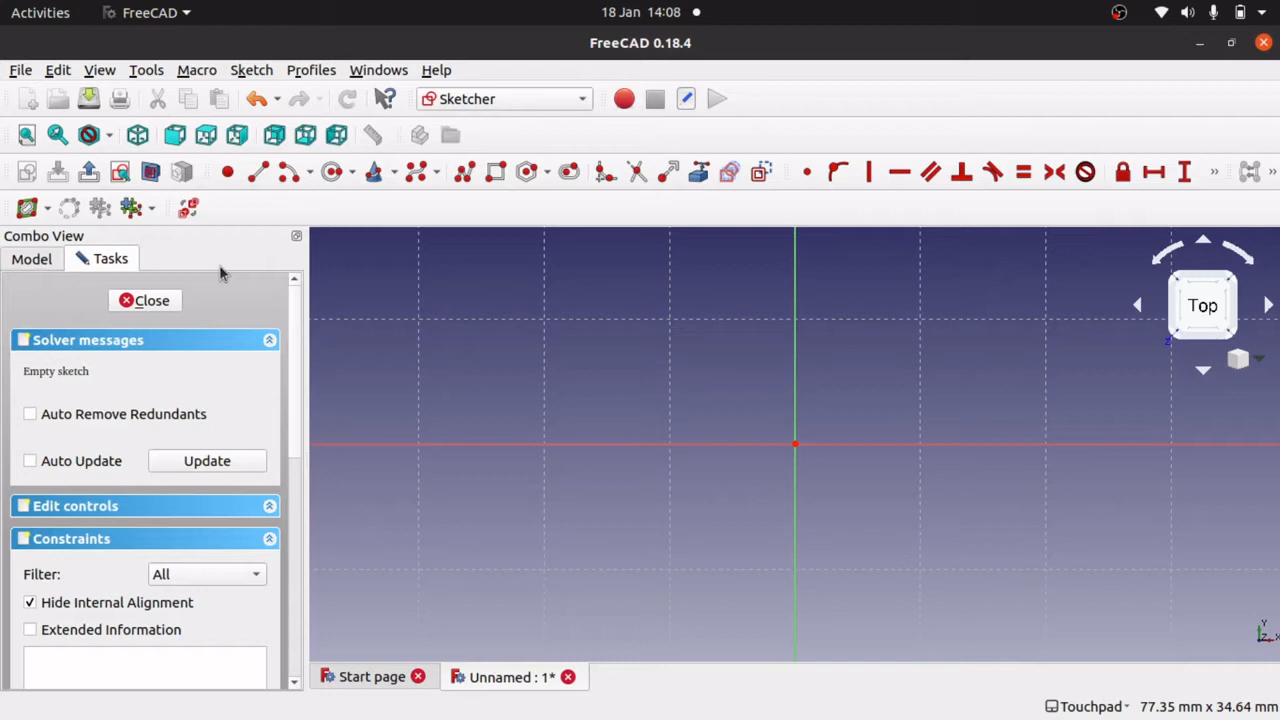 Activities FreeCAD 18 Jan 14:08
FreeCAD 0.18.4
File Edit View Tools Macro Sketch Profiles Windows Help
Sketcher
»
»
Combo View
Model Tasks
Close
Solver messages
Empty sketch
Auto Remove Redundants
Auto Update Update
Edit controls
Constraints
Filter: All
Hide Internal Alignment
Extended Information
Top
Z
Y
Z X
Start page Unnamed : 1*
Touchpad 77.35 mm x 34.64 mm